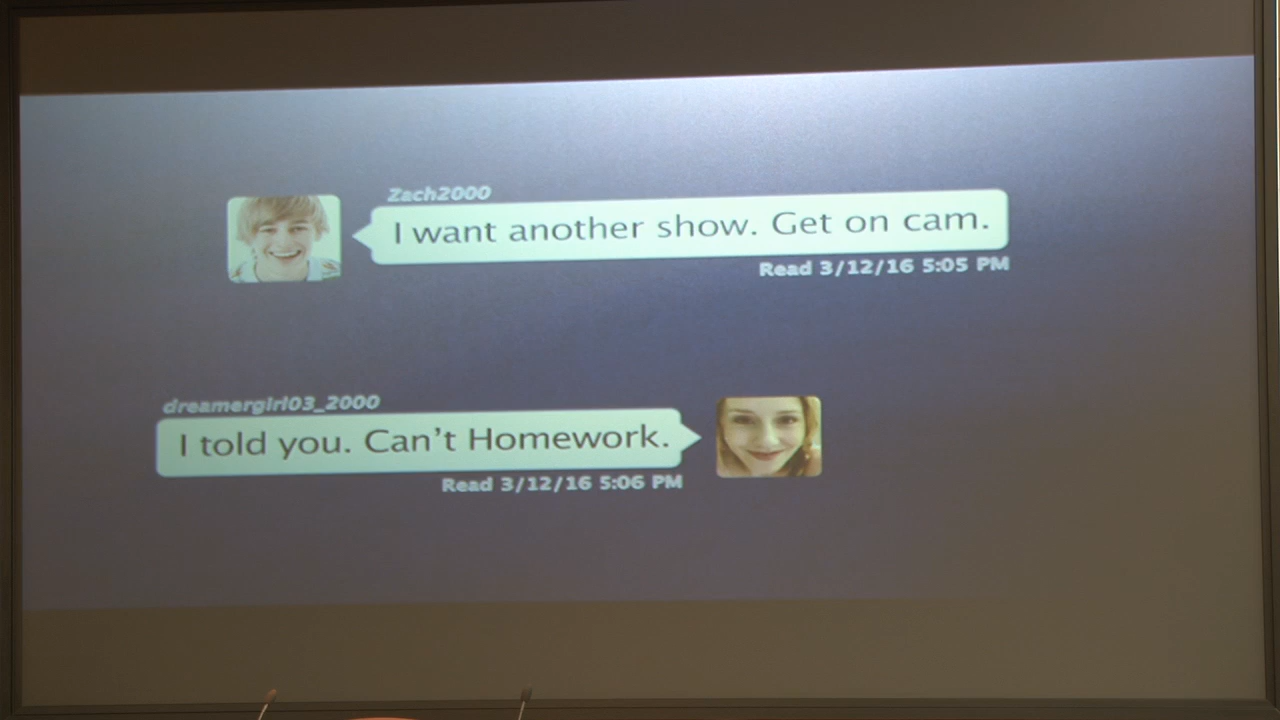 Zach2000
I want another show. Get on cam.
Read 3/12/16 5:05 PM
dreamergirl03_2000
I told you. Can't Homework.
Read 3/12/16 5:06 PM